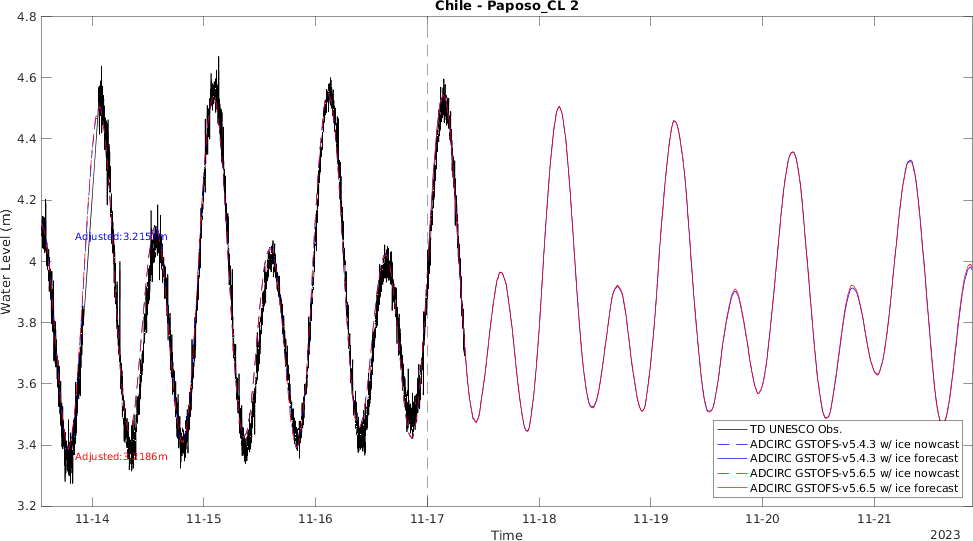 Chile - Paposo_CL 2
4.8
4.6
4.4
4.2
4
3.8
3.6
3.4
3.2
Water Level (m)
Adjusted:3.2186m
11-14
11-15
11-16
11-17
11-18
11-19
11-20
11-21
Time
2023
TD UNESCO Obs.
ADCIRC GSTOFS-v5.4.3 w/ ice nowcast
ADCIRC GSTOFS-v5.4.3 w/ ice forecast
ADCIRC GSTOFS-v5.6.5 w/ ice nowcast
ADCIRC GSTOFS-v5.6.5 w/ ice forecast